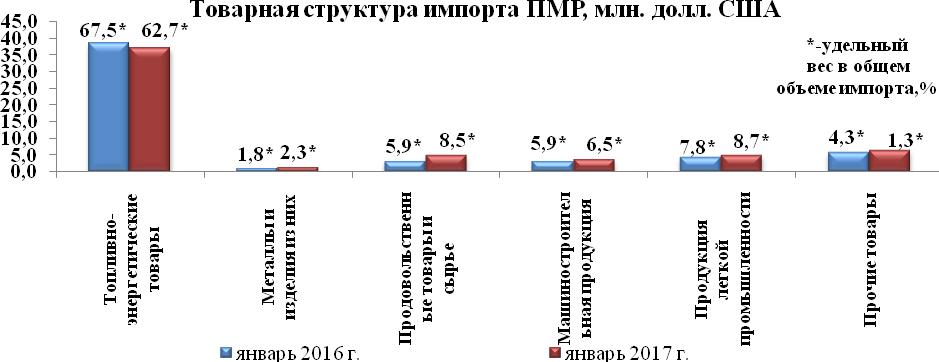 Товарная структура импорта ПМР, млн. долл. США
45,0
40,0
35,0
30,0
25,0
20,0
15,0
10,0
5,0
0,0
67,5* 62,7*
1,8* 2,3*
5,9* 8,5*
5,9* 6,5*
7,8* 8,7*
4,3* 1,3*
*-удельный
вес в общем
объеме импорта,%
Топливно-
энергетические
товары
Металлы и
изделия из них
Продовольственн
ые товары и
сырье
Машиностроител
ьная продукция
Продукция
легкой
промышленности
Прочие товары
январь 2016 г.
январь 2017 г.